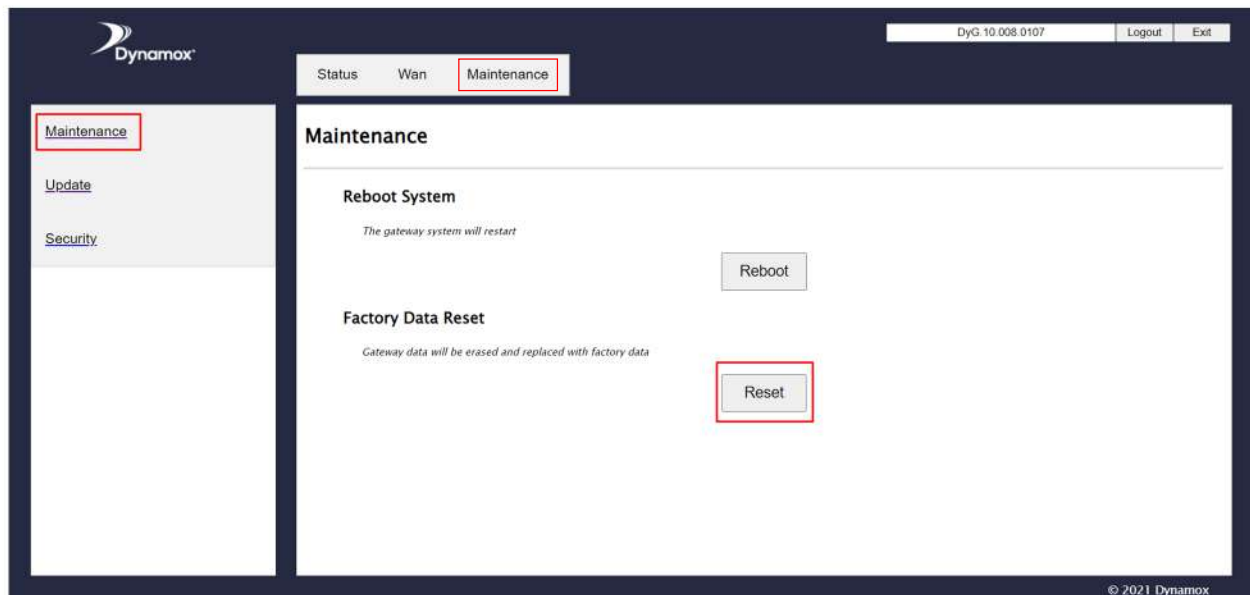 Dynamox
DyG.10.008.0107 Logout Exit
Status Wan Maintenance
Maintenance
Update
Security
Maintenance
Reboot System
The gateway system will restart
Reboot
Factory Data Reset
Gateway data will be erased and replaced with factory data
Reset
© 2021 Dynamox